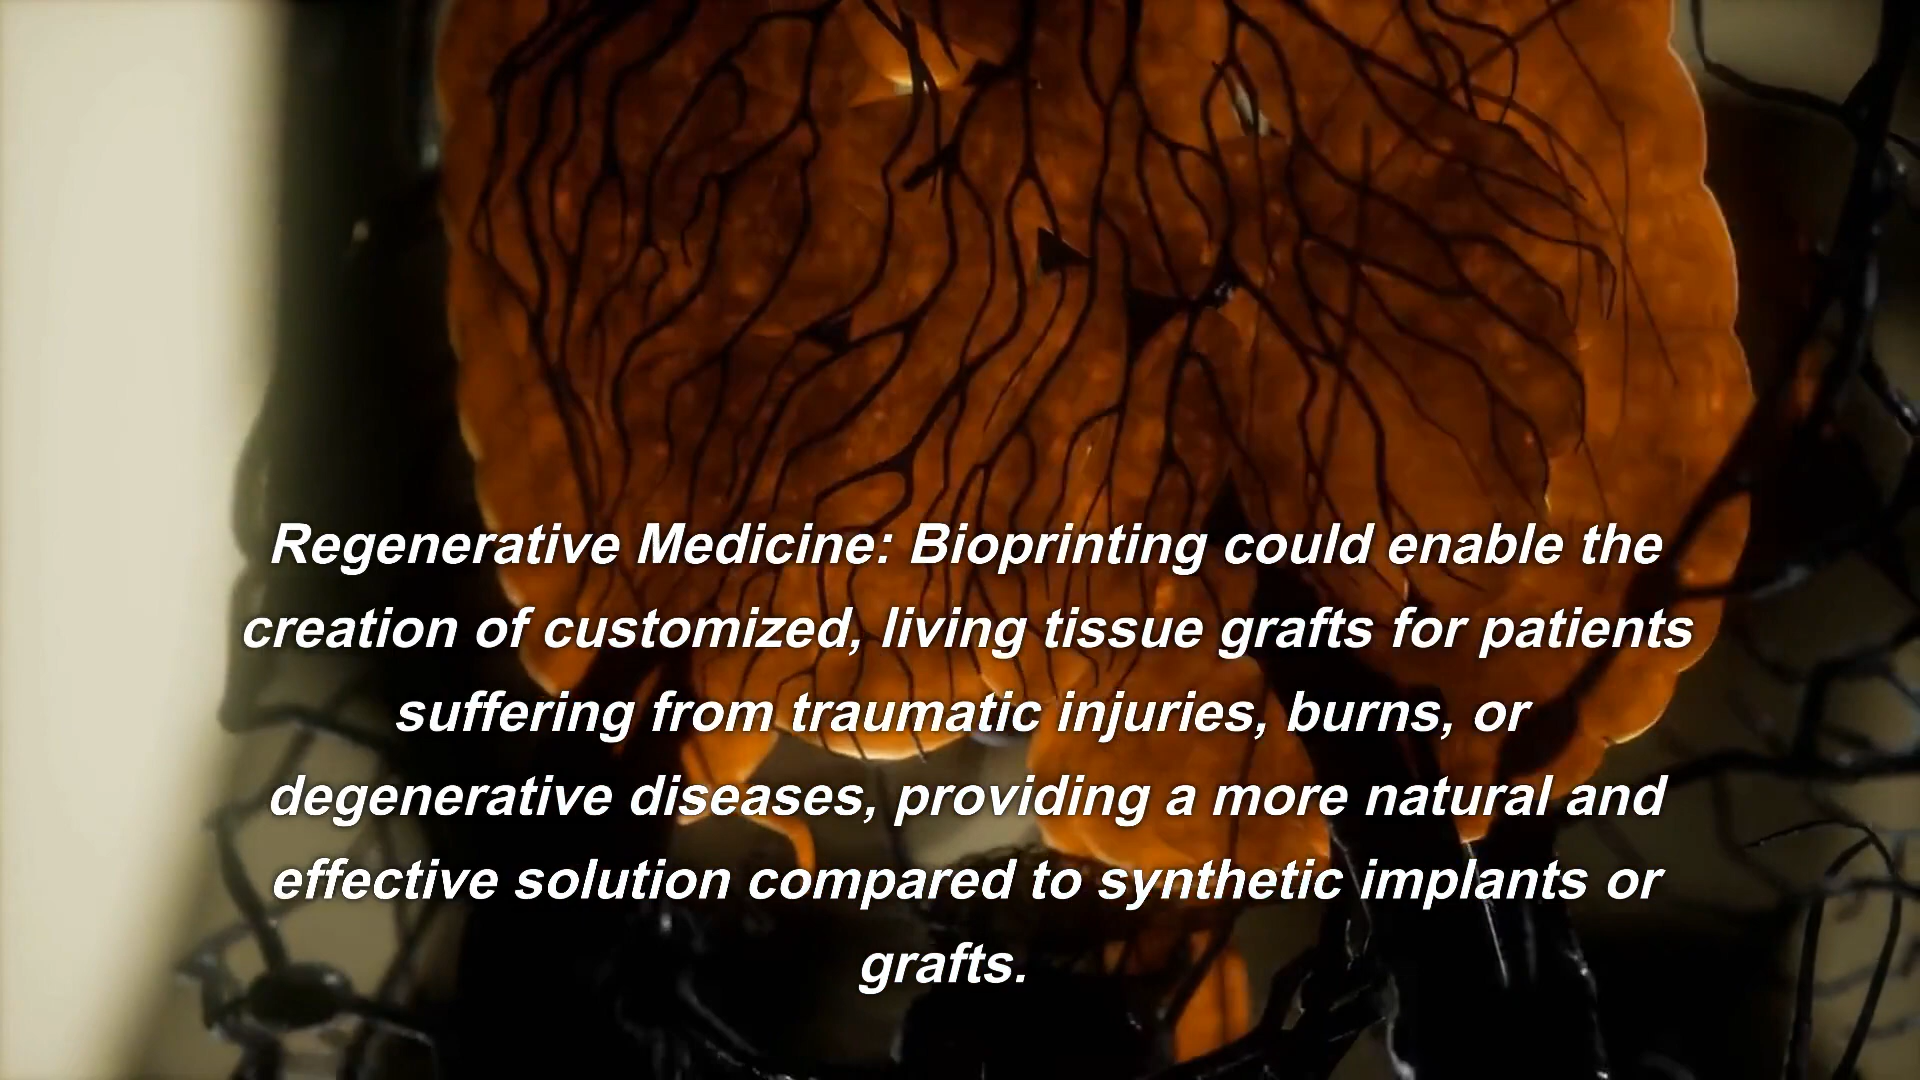 Regenerative Medicine: Bioprinting could enable the
creation of customized, living tissue grafts for patients
suffering from traumatic injuries, burns, or
degenerative diseases, providing a more natural and
effective solution compared to synthetic implants or
grafts.